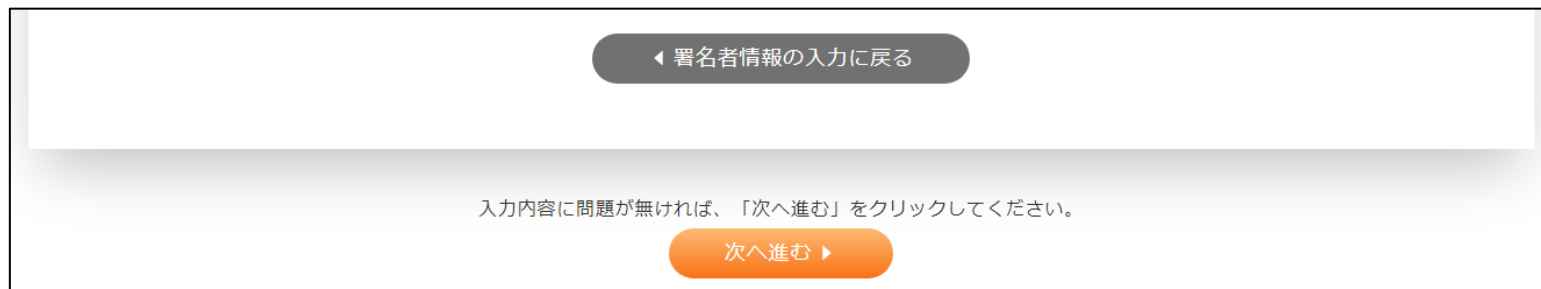 署名者情報の入力に戻る
入力内容に問題が無ければ、「次へ進む」をクリックしてください。
次へ進む